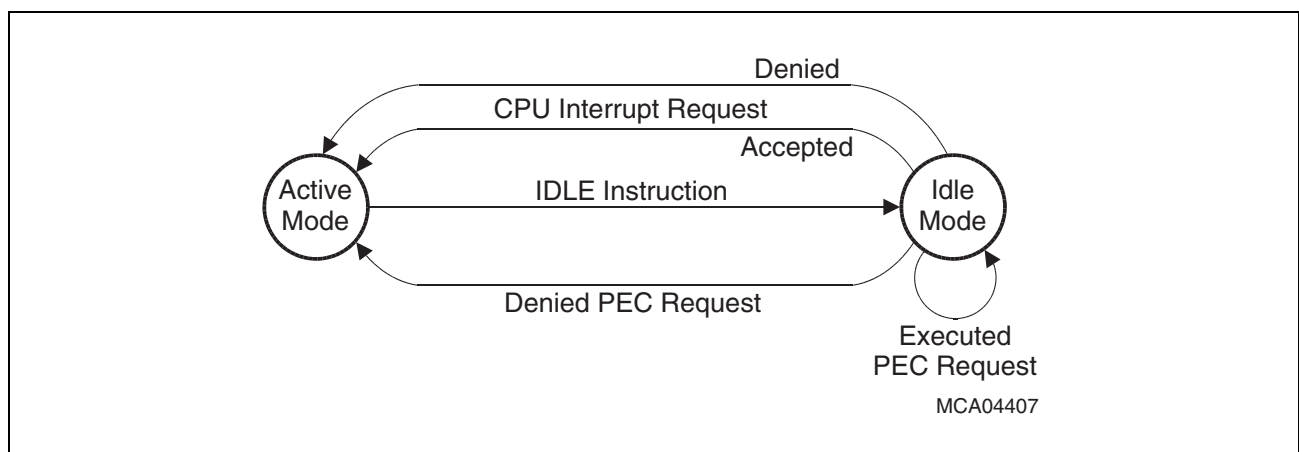 Denied
CPU Interrupt Request
Accepted
Active
Mode
IDLE Instruction
Idle
Mode
Denied PEC Request
Executed
PEC Request
MCA04407